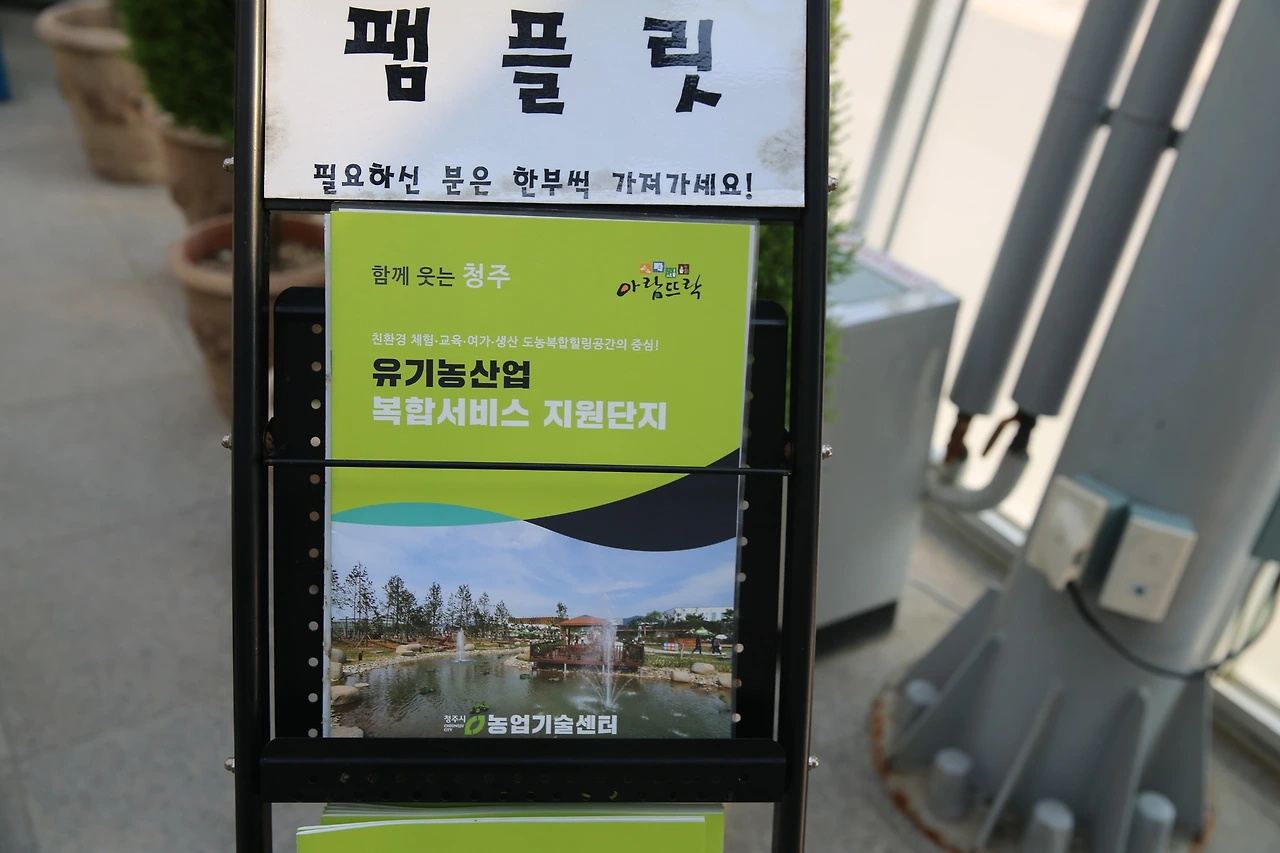 팸플릿
필요하신 분은 한부씩 가져가세요!
함께 웃는 청주
아람뜨락
친환경 체험·교육·여가·생산 도농복합힐링공간의 중심!
유기농산업
복합서비스 지원단지
청주시
CHEONGJU
CITY
농업기술센터